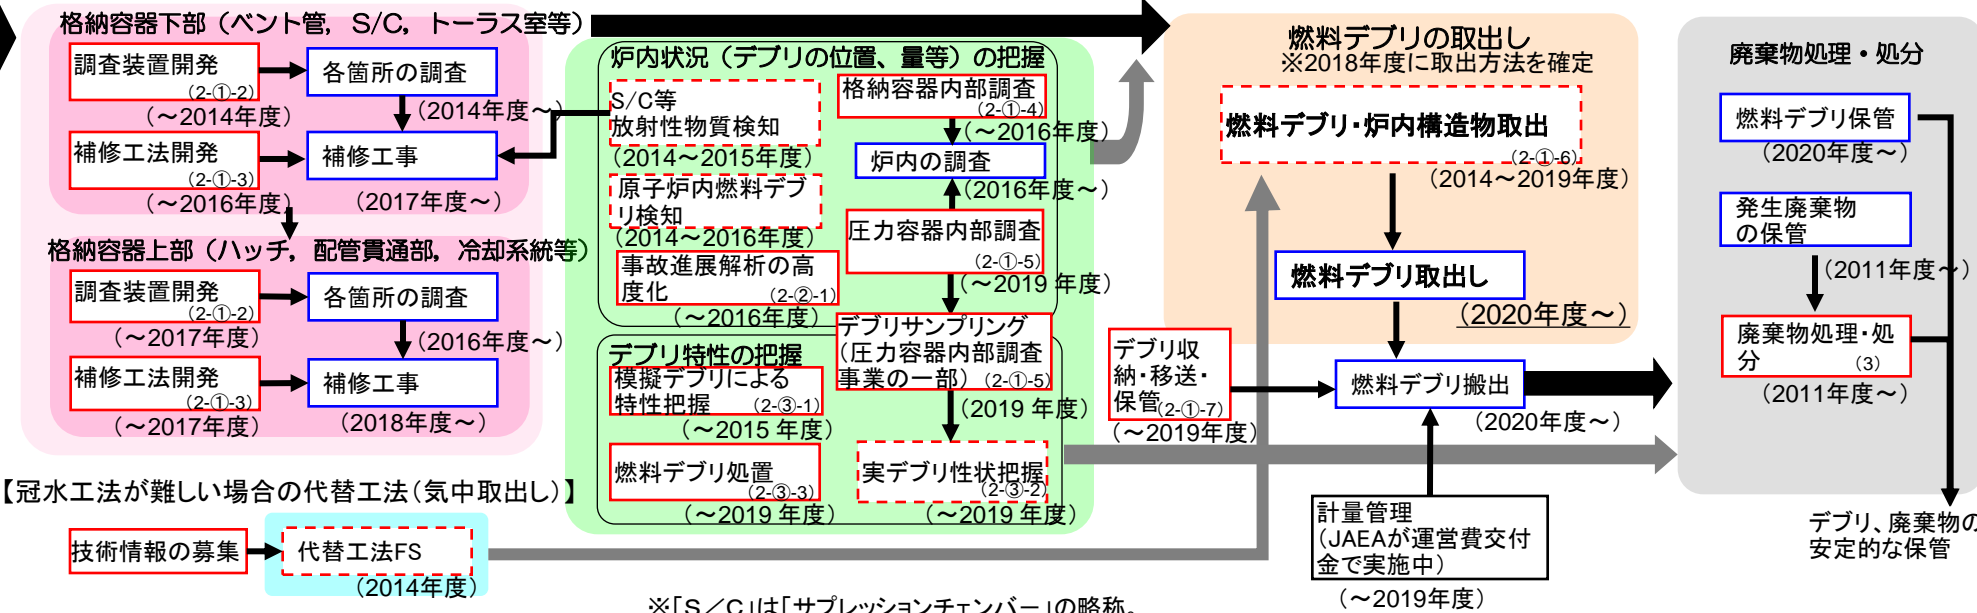 格納容器下部（ベント管，Ｓ/Ｃ，トーラス室等）
調査装置開発
(2-①-2)
（～2014年度）
各箇所の調査
（2014年度～）
補修工法開発
(2-①-3)
（～2016年度）
補修工事
（2017年度～）
格納容器上部（ハッチ，配管貫通部，冷却系統等）
調査装置開発
(2-①-2)
（～2017年度）
各箇所の調査
（2016年度～）
補修工法開発
(2-①-3)
（～2017年度）
補修工事
（2018年度～）
【冠水工法が難しい場合の代替工法（気中取出し）】
技術情報の募集
代替工法FS
（2014年度）
炉内状況（デブリの位置、量等）の把握
S/C等
放射性物質検知
（2014～2015年度）
原子炉内燃料デブ
リ検知
（2014～2016年度）
事故進展解析の高
度化
(2-②-1)
（～2016年度）
格納容器内部調査
(2-①-4)
（～2016年度）
炉内の調査
（2016年度～）
圧力容器内部調査
(2-①-5)
（～2019 年度）
デブリサンプリング
（圧力容器内部調査
事業の一部）(2-①-5)
（2019 年度）
デブリ特性の把握
模擬デブリによる
特性把握
(2-③-1)
（～2015 年度）
燃料デブリ処置
(2-③-3)
（～2019 年度）
実デブリ性状把握
(2-③-2)
（～2019 年度）
燃料デブリの取出し
※2018年度に取出方法を確定
燃料デブリ・炉内構造物取出
(2-①-6)
（2014～2019年度）
燃料デブリ取出し
（2020年度～）
デブリ収
納・移送・
保管(2-①-7)
（～2019年度）
燃料デブリ搬出
（2020年度～）
計量管理
（JAEAが運営費交付
金で実施中）
（～2019年度）
廃棄物処理・処分
燃料デブリ保管
（2020年度～）
発生廃棄物
の保管
（2011年度～）
廃棄物処理・処
分
(3)
（2011年度～）
デブリ、廃棄物の
安定的な保管
※「Ｓ／Ｃ」は「サプレッションチェンバー」の略称。